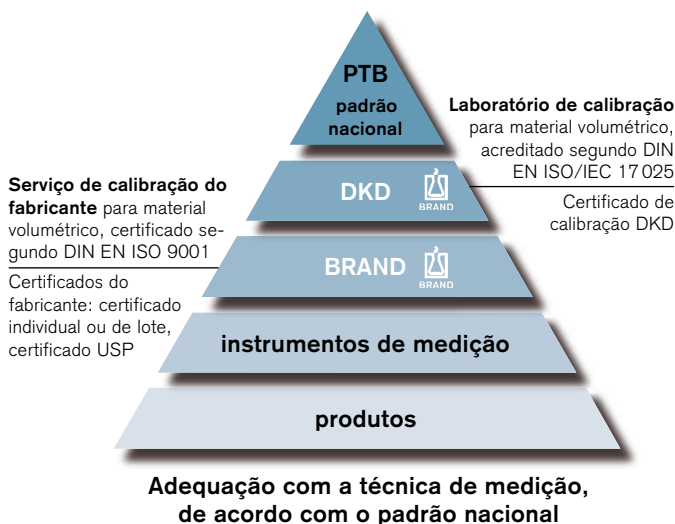 PTB
padrão
nacional
Laboratório de calibração
para material volumétrico,
acreditado segundo DIN
EN ISO/IEC 17 025
Certificado de
calibração DKD
DKD
BRAND
Serviço de calibração do
fabricante para material
volumétrico, certificado se-
gundo DIN EN ISO 9001
Certificados do
fabricante: certificado
individual ou de lote,
certificado USP
BRAND
BRAND
instrumentos de medição
produtos
Adequação com a técnica de medição,
de acordo com o padrão nacional